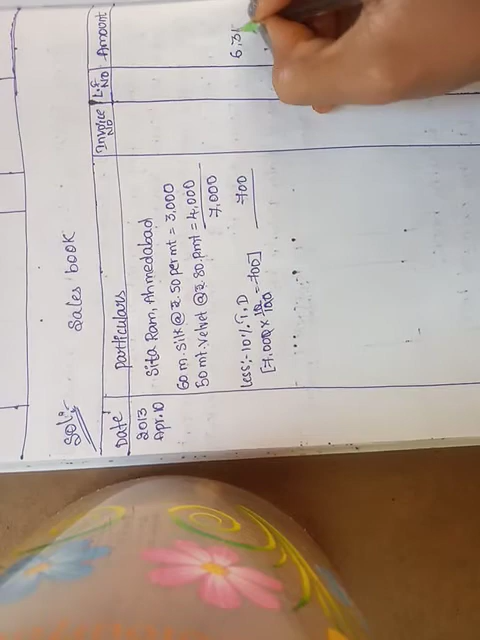 Sol:-
Sales book
Date Particulars Invoice NO L.F NO Amount
2013
Apr.10 Sita Ram, Ahmedabad
60 m. Silk @ ₹. 50 per mt = 3,000
50 mt. Velvet @ ₹. 80. pmt = 4,000
7,000
Less:- 10% T.D 700 6,3
[7,000 × 10/100 = 700]